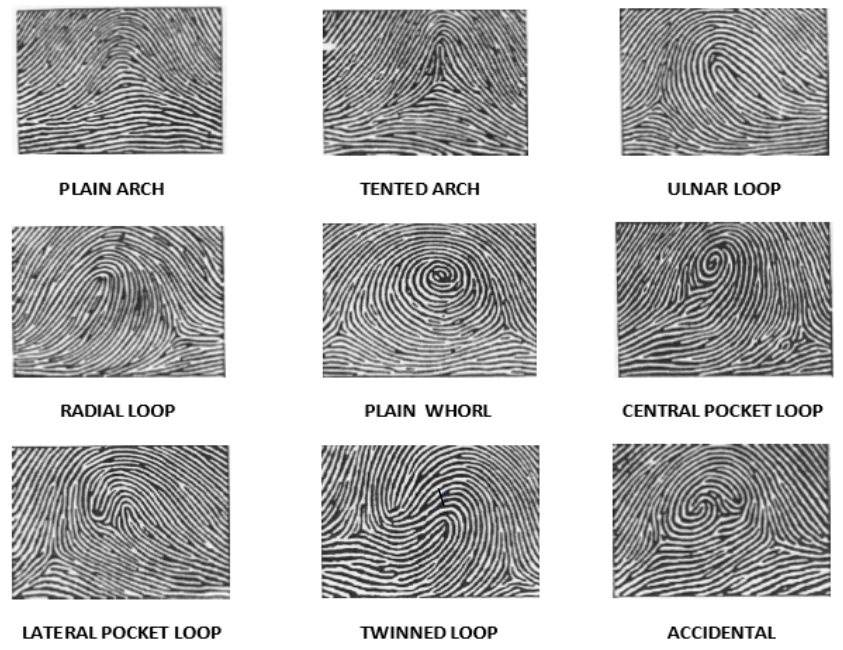 PLAIN ARCH
TENTED ARCH
ULNAR LOOP
RADIAL LOOP
PLAIN WHORL
CENTRAL POCKET LOOP
LATERAL POCKET LOOP
TWINNED LOOP
ACCIDENTAL